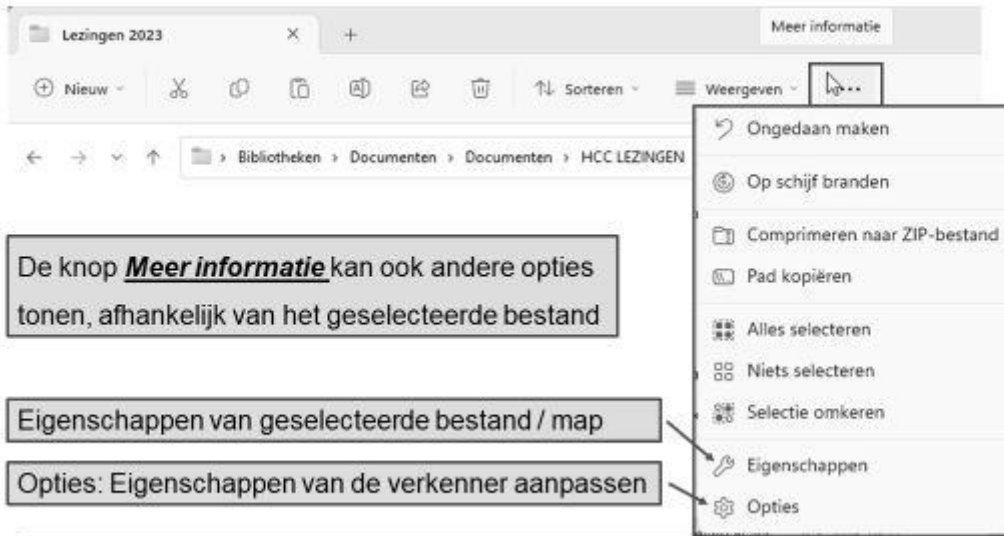 Lezingen 2023
Meer informatie
Nieuw
Sorteren
Weergeven
Bibliotheken > Documenten > Documenten > HCC LEZINGEN
Ongedaan maken
Op schijf branden
Comprimeren naar ZIP-bestand
Pad kopiëren
Alles selecteren
Niets selecteren
Selectie omkeren
Eigenschappen
Opties
De knop Meer informatie kan ook andere opties
tonen, afhankelijk van het geselecteerde bestand
Eigenschappen van geselecteerde bestand / map
Opties: Eigenschappen van de verkenner aanpassen